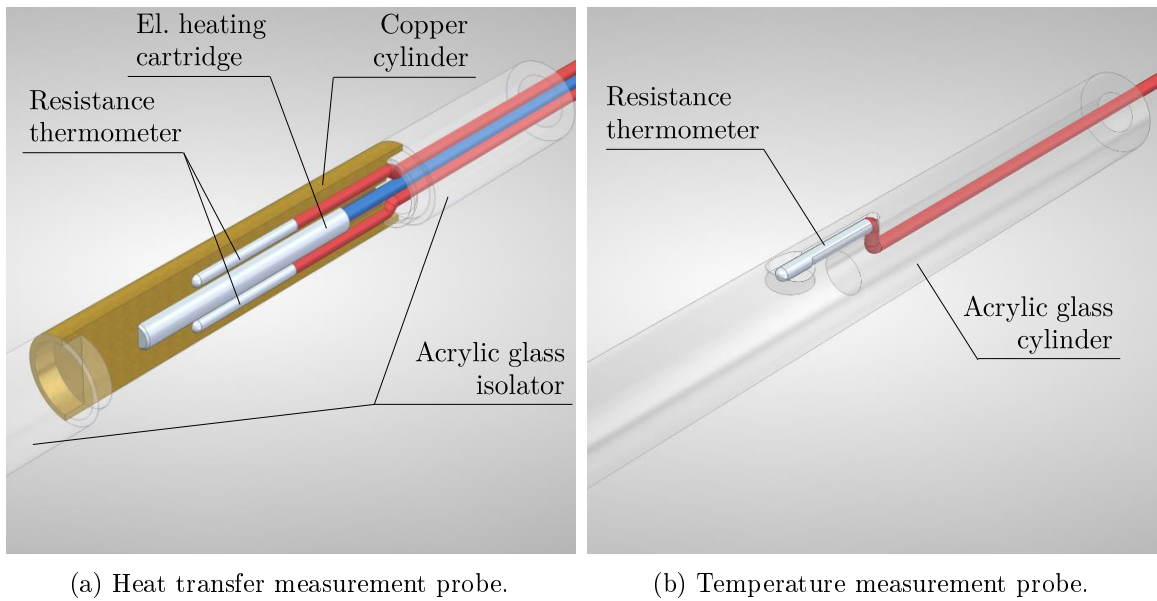 El. heating
cartridge
Copper
cylinder
Resistance
thermometer
Acrylic glass
isolator
(a) Heat transfer measurement probe.
Resistance
thermometer
Acrylic glass
cylinder
(b) Temperature measurement probe.